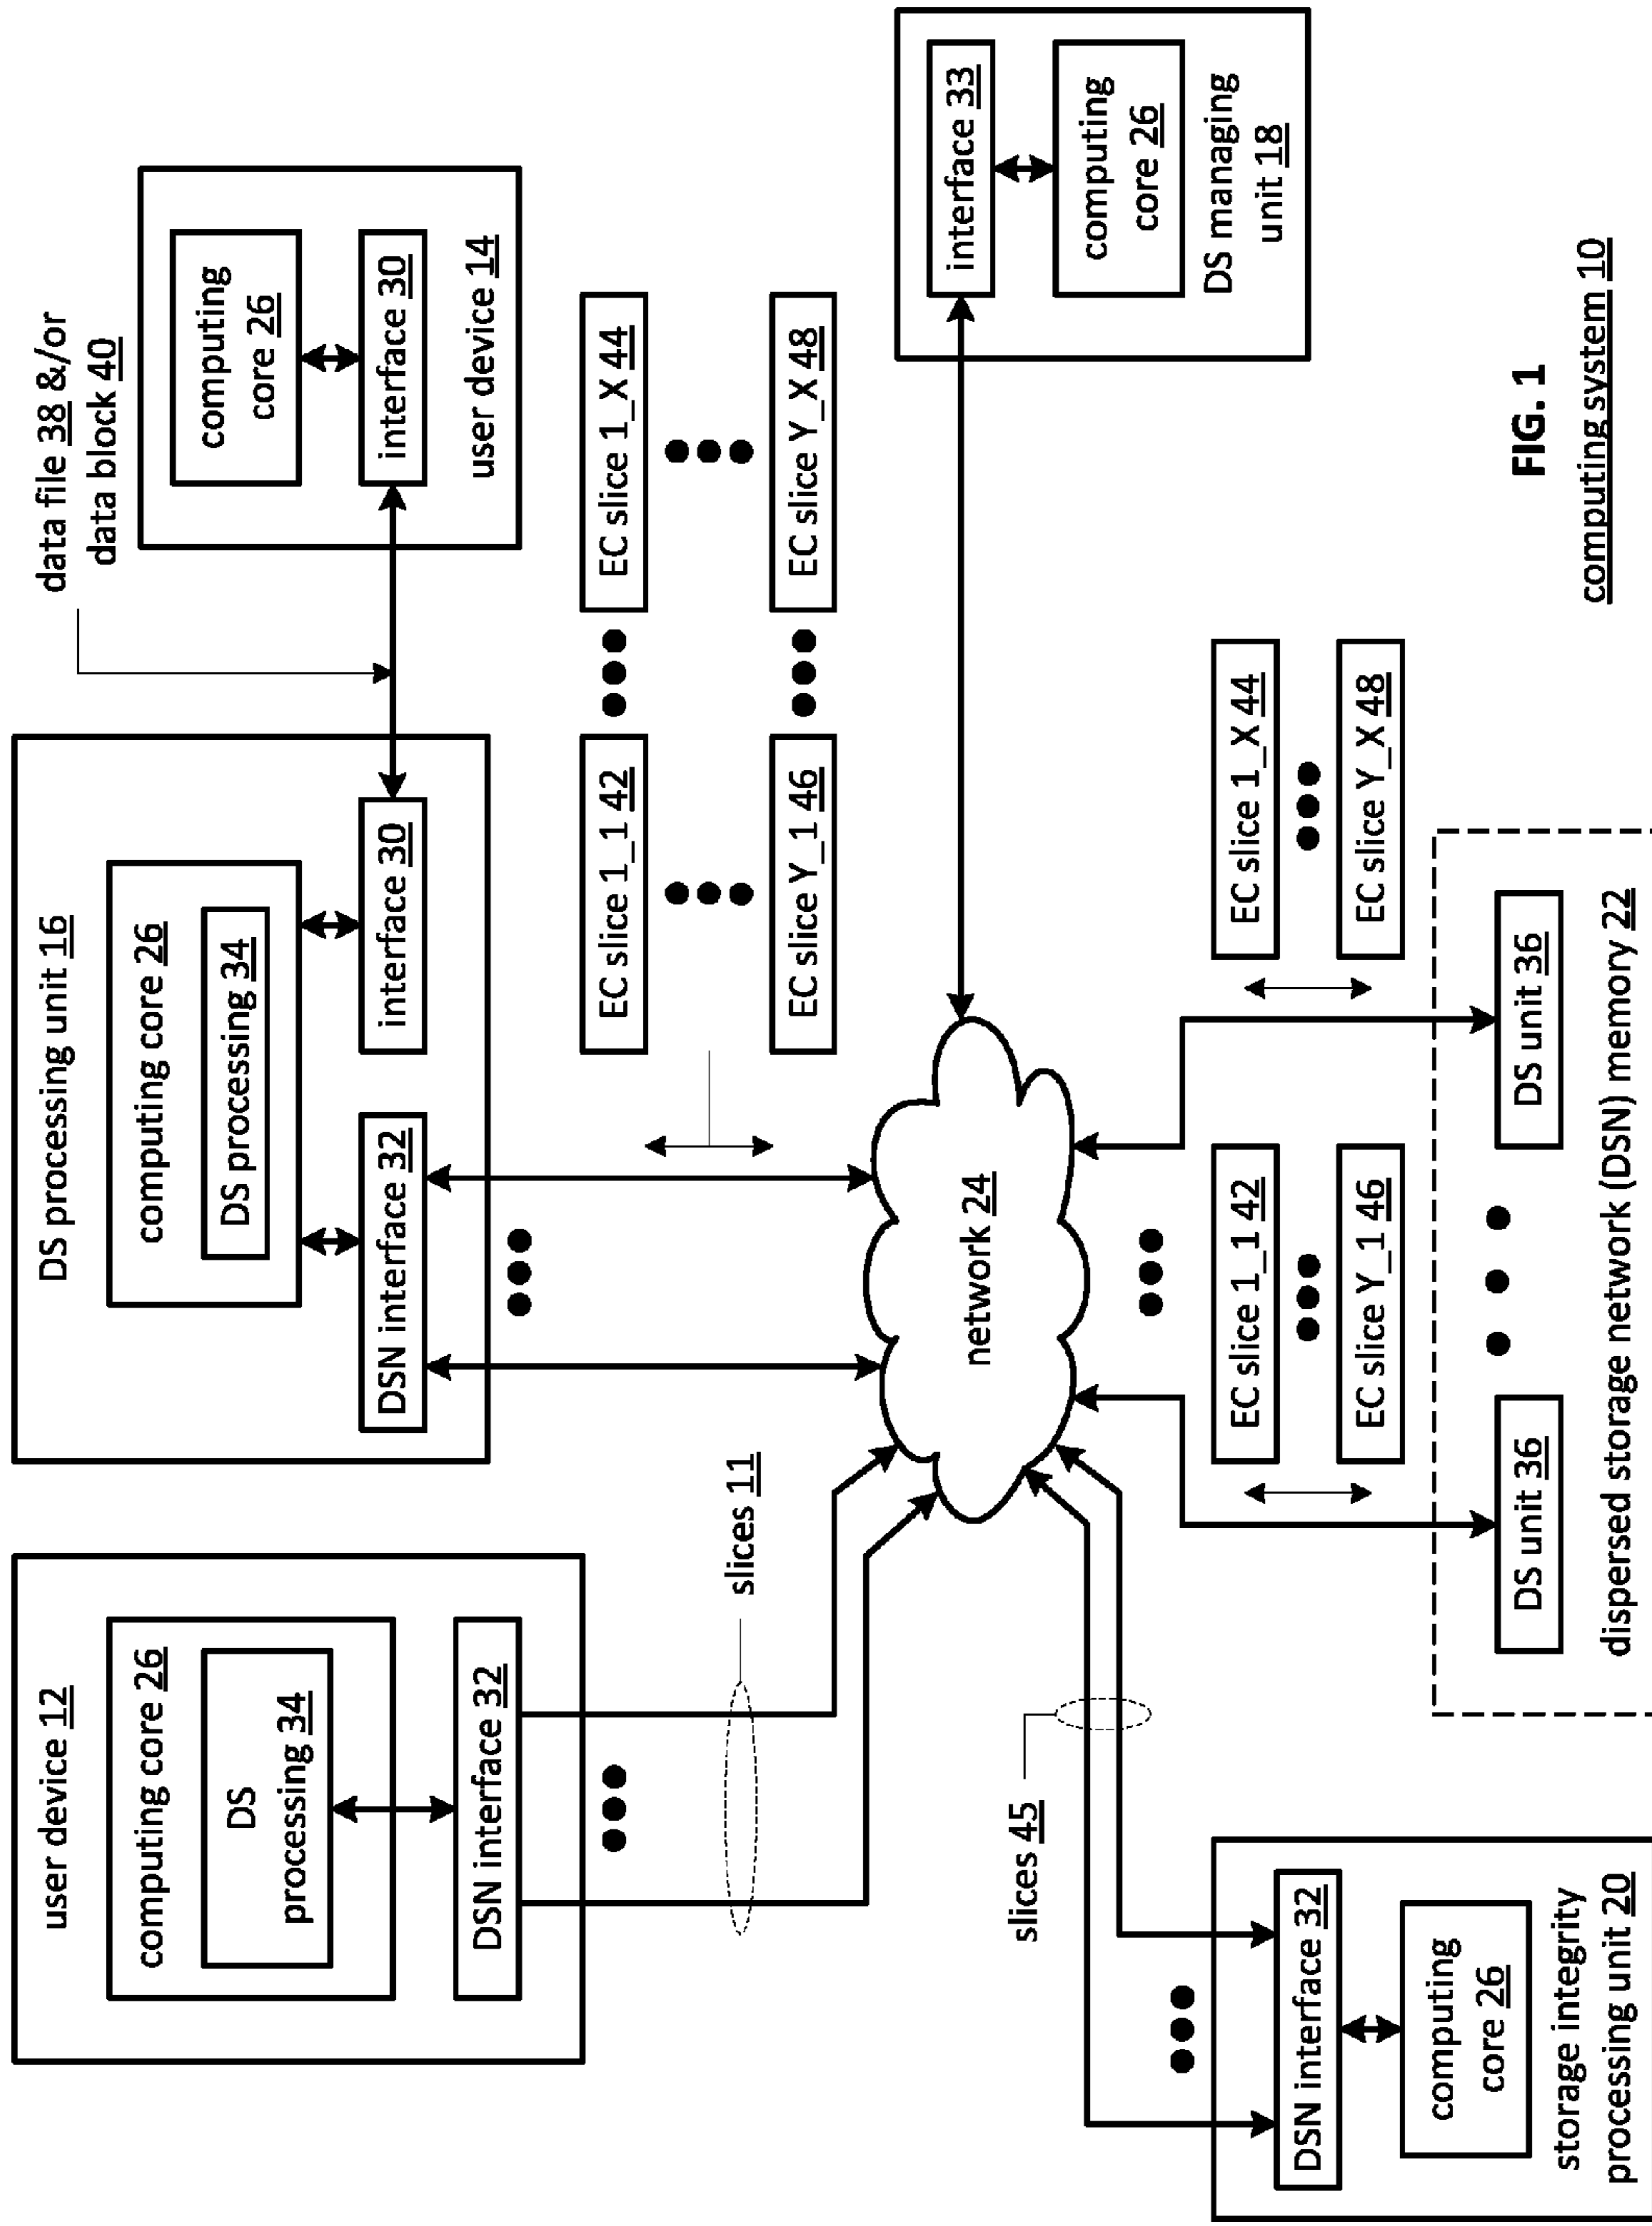 user device 12
computing core 26
DS
processing 34
DSN interface 32
slices 11
DS processing unit 16
computing core 26
DS processing 34
DSN interface 32
interface 30
data file 38 &/or
data block 40
computing
core 26
interface 30
user device 14
EC slice 1_1 42
EC slice 1_X 44
EC slice Y_1 46
EC slice Y_X 48
network 24
interface 33
computing
core 26
DS managing
unit 18
slices 45
DSN interface 32
computing
core 26
storage integrity
processing unit 20
EC slice 1_1 42
EC slice Y_1 46
EC slice 1_X 44
EC slice Y_X 48
DS unit 36
DS unit 36
dispersed storage network (DSN) memory 22
FIG. 1
computing system 10